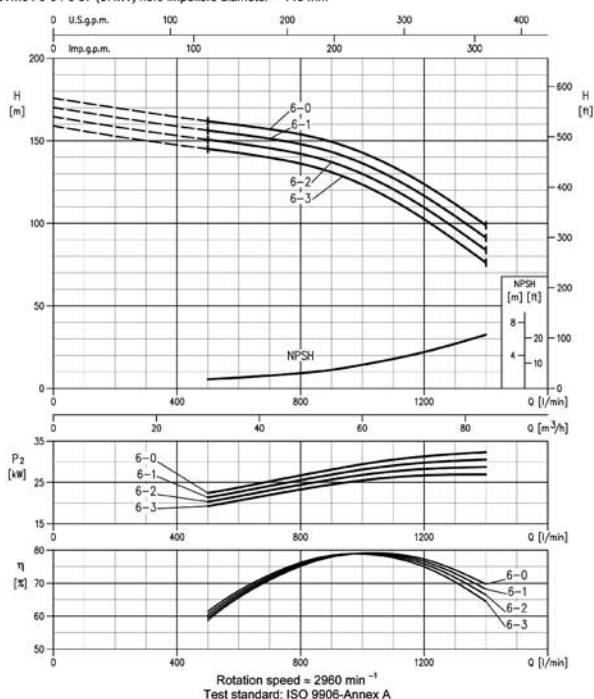 0 100 200 300 400
U.S.g.p.m.
0 Imp.g.p.m. 100 200 300
200
H
[m]
150
100
50
0
H
[ft]
600
500
400
300
200
100
0
6-0
6-1
6-2
6-3
NPSH
[m] [ft]
8
20
4
10
NPSH
0 400 800 1200 Q [l/min]
0 20 40 60 80 Q [m³/h]
35
P2
[kW]
25
15
6-0
6-1
6-2
6-3
0 400 800 1200 Q [l/min]
80
η
[%]
70
60
50
6-0
6-1
6-2
6-3
0 400 800 1200 Q [l/min]
Rotation speed ≈ 2960 min ⁻¹
Test standard: ISO 9906-Annex A